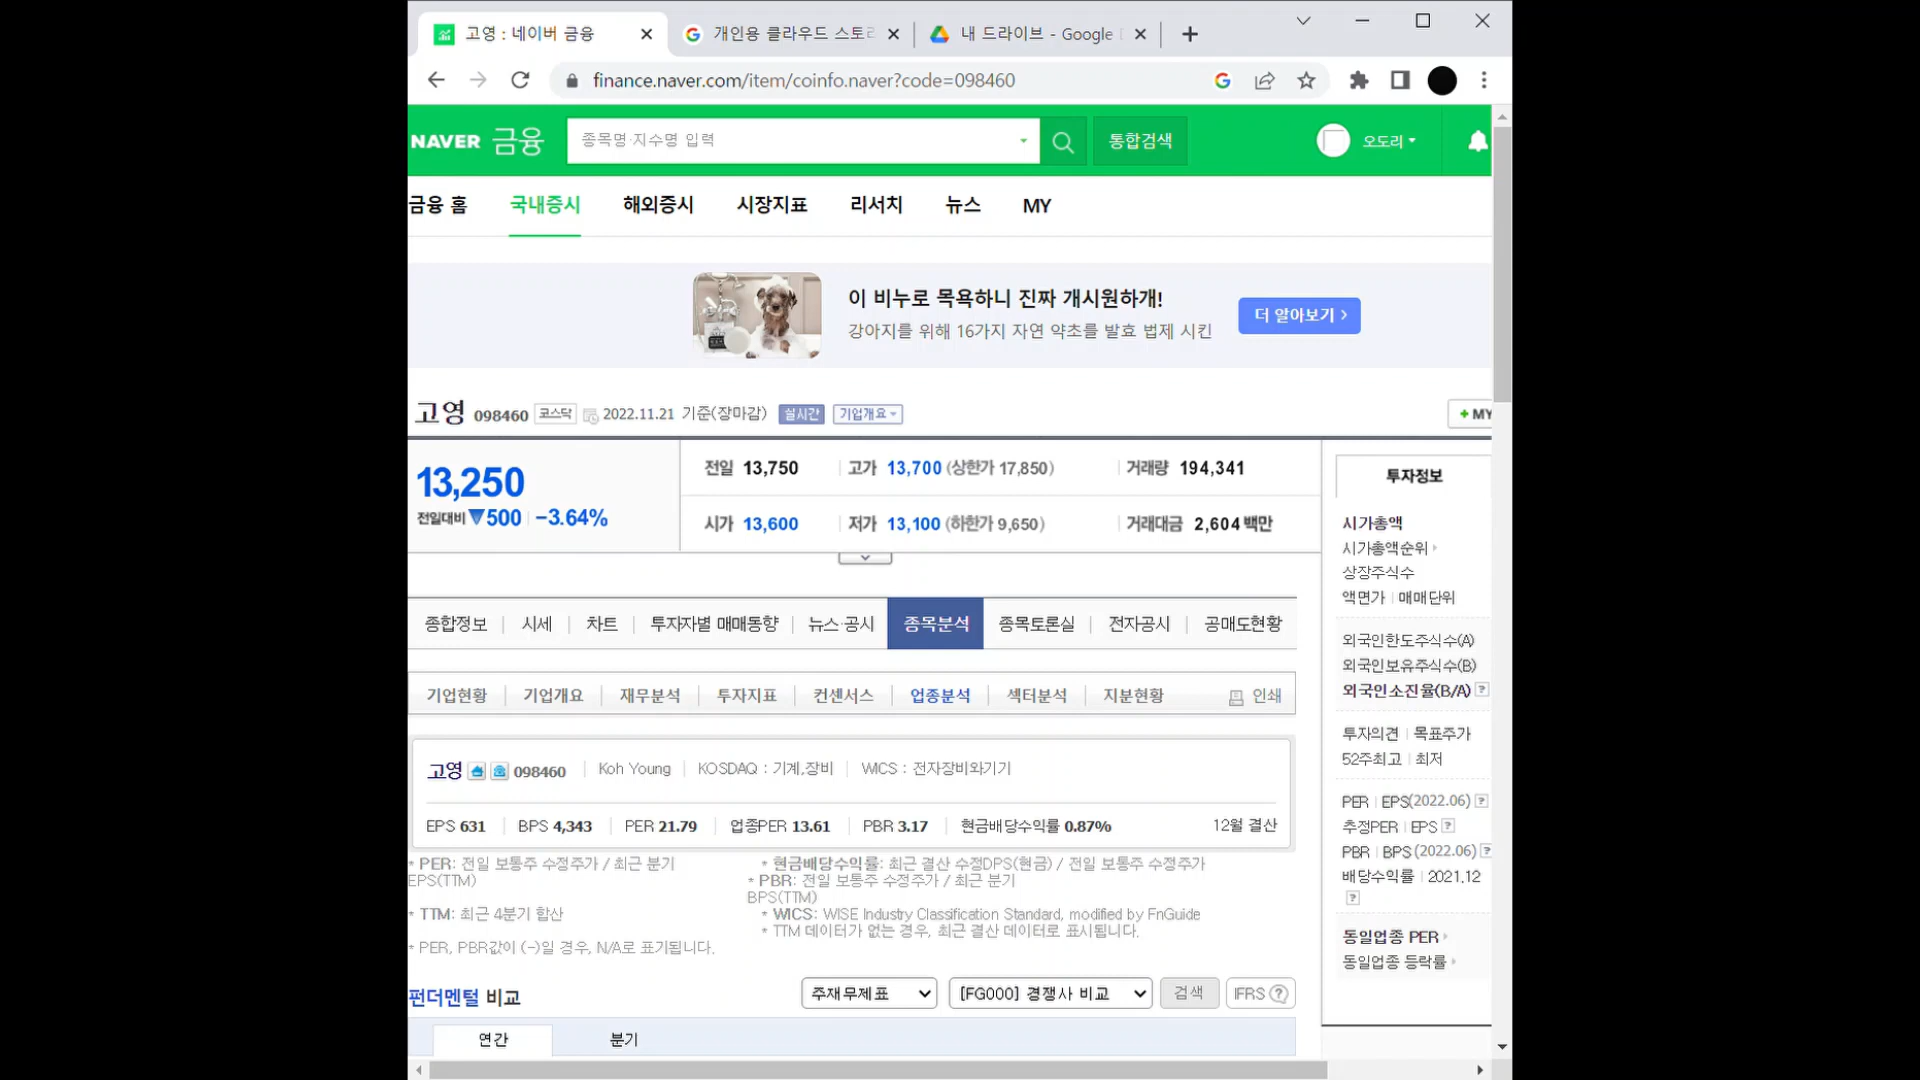 고영 : 네이버 금융
개인용 클라우드 스토리
내 드라이브 - Google
finance.naver.com/item/coinfo.naver?code=098460
NAVER 금융
종목명·지수명 입력
통합검색
오도리
금융 홈
국내증시
해외증시
시장지표
리서치
뉴스
MY
이 비누로 목욕하니 진짜 개시원하개!
강아지를 위해 16가지 자연 약초를 발효 법제 시킨
더 알아보기 >
고영 098460 코스닥 2022.11.21 기준(장마감) 실시간 기업개요
+ MY
13,250
전일대비 ▼500 -3.64%
전일 13,750 고가 13,700 (상한가 17,850) 거래량 194,341
시가 13,600 저가 13,100 (하한가 9,650) 거래대금 2,604 백만
종합정보 시세 차트 투자자별 매매동향 뉴스·공시 종목분석 종목토론실 전자공시 공매도현황
기업현황 기업개요 재무분석 투자지표 컨센서스 업종분석 섹터분석 지분현황 인쇄
고영 098460 Koh Young KOSDAQ : 기계,장비 WICS : 전자장비와기기
EPS 631 BPS 4,343 PER 21.79 업종PER 13.61 PBR 3.17 현금배당수익률 0.87% 12월 결산
* PER: 전일 보통주 수정주가 / 최근 분기
EPS(TTM)
* TTM: 최근 4분기 합산
* PER, PBR값이 (-)일 경우, N/A로 표기됩니다.
* 현금배당수익률: 최근 결산 수정DPS(현금) / 전일 보통주 수정주가
* PBR: 전일 보통주 수정주가 / 최근 분기
BPS(TTM)
* WICS: WISE Industry Classification Standard, modified by FnGuide
* TTM 데이터가 없는 경우, 최근 결산 데이터로 표시됩니다.
펀더멘털 비교
주재무제표
[FG000] 경쟁사 비교
검색
IFRS ?
연간
분기
투자정보
시가총액
시가총액순위
상장주식수
액면가 매매단위
외국인한도주식수(A)
외국인보유주식수(B)
외국인소진율(B/A) ?
투자의견 목표주가
52주최고 최저
PER EPS(2022.06) ?
추정PER EPS ?
PBR BPS (2022.06) ?
배당수익률 2021.12
?
동일업종 PER
동일업종 등락률